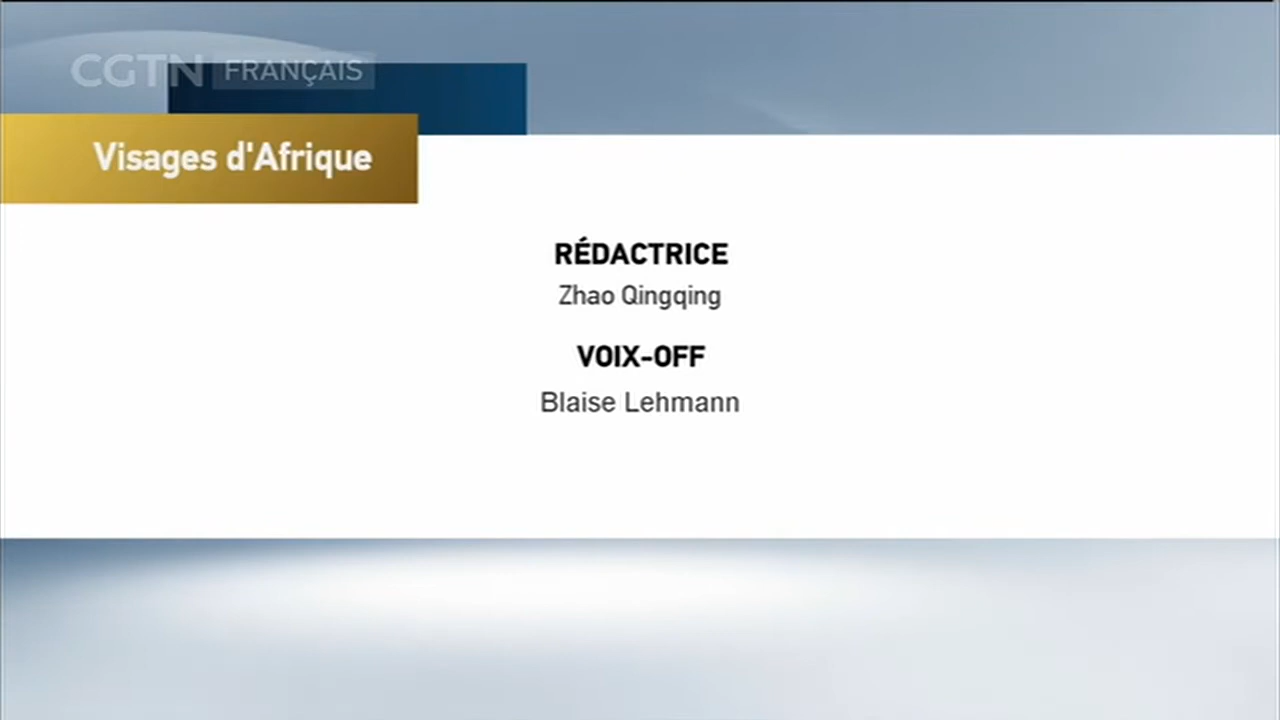 CGTN FRANÇAIS
Visages d'Afrique
RÉDACTRICE
Zhao Qingqing
VOIX-OFF
Blaise Lehmann